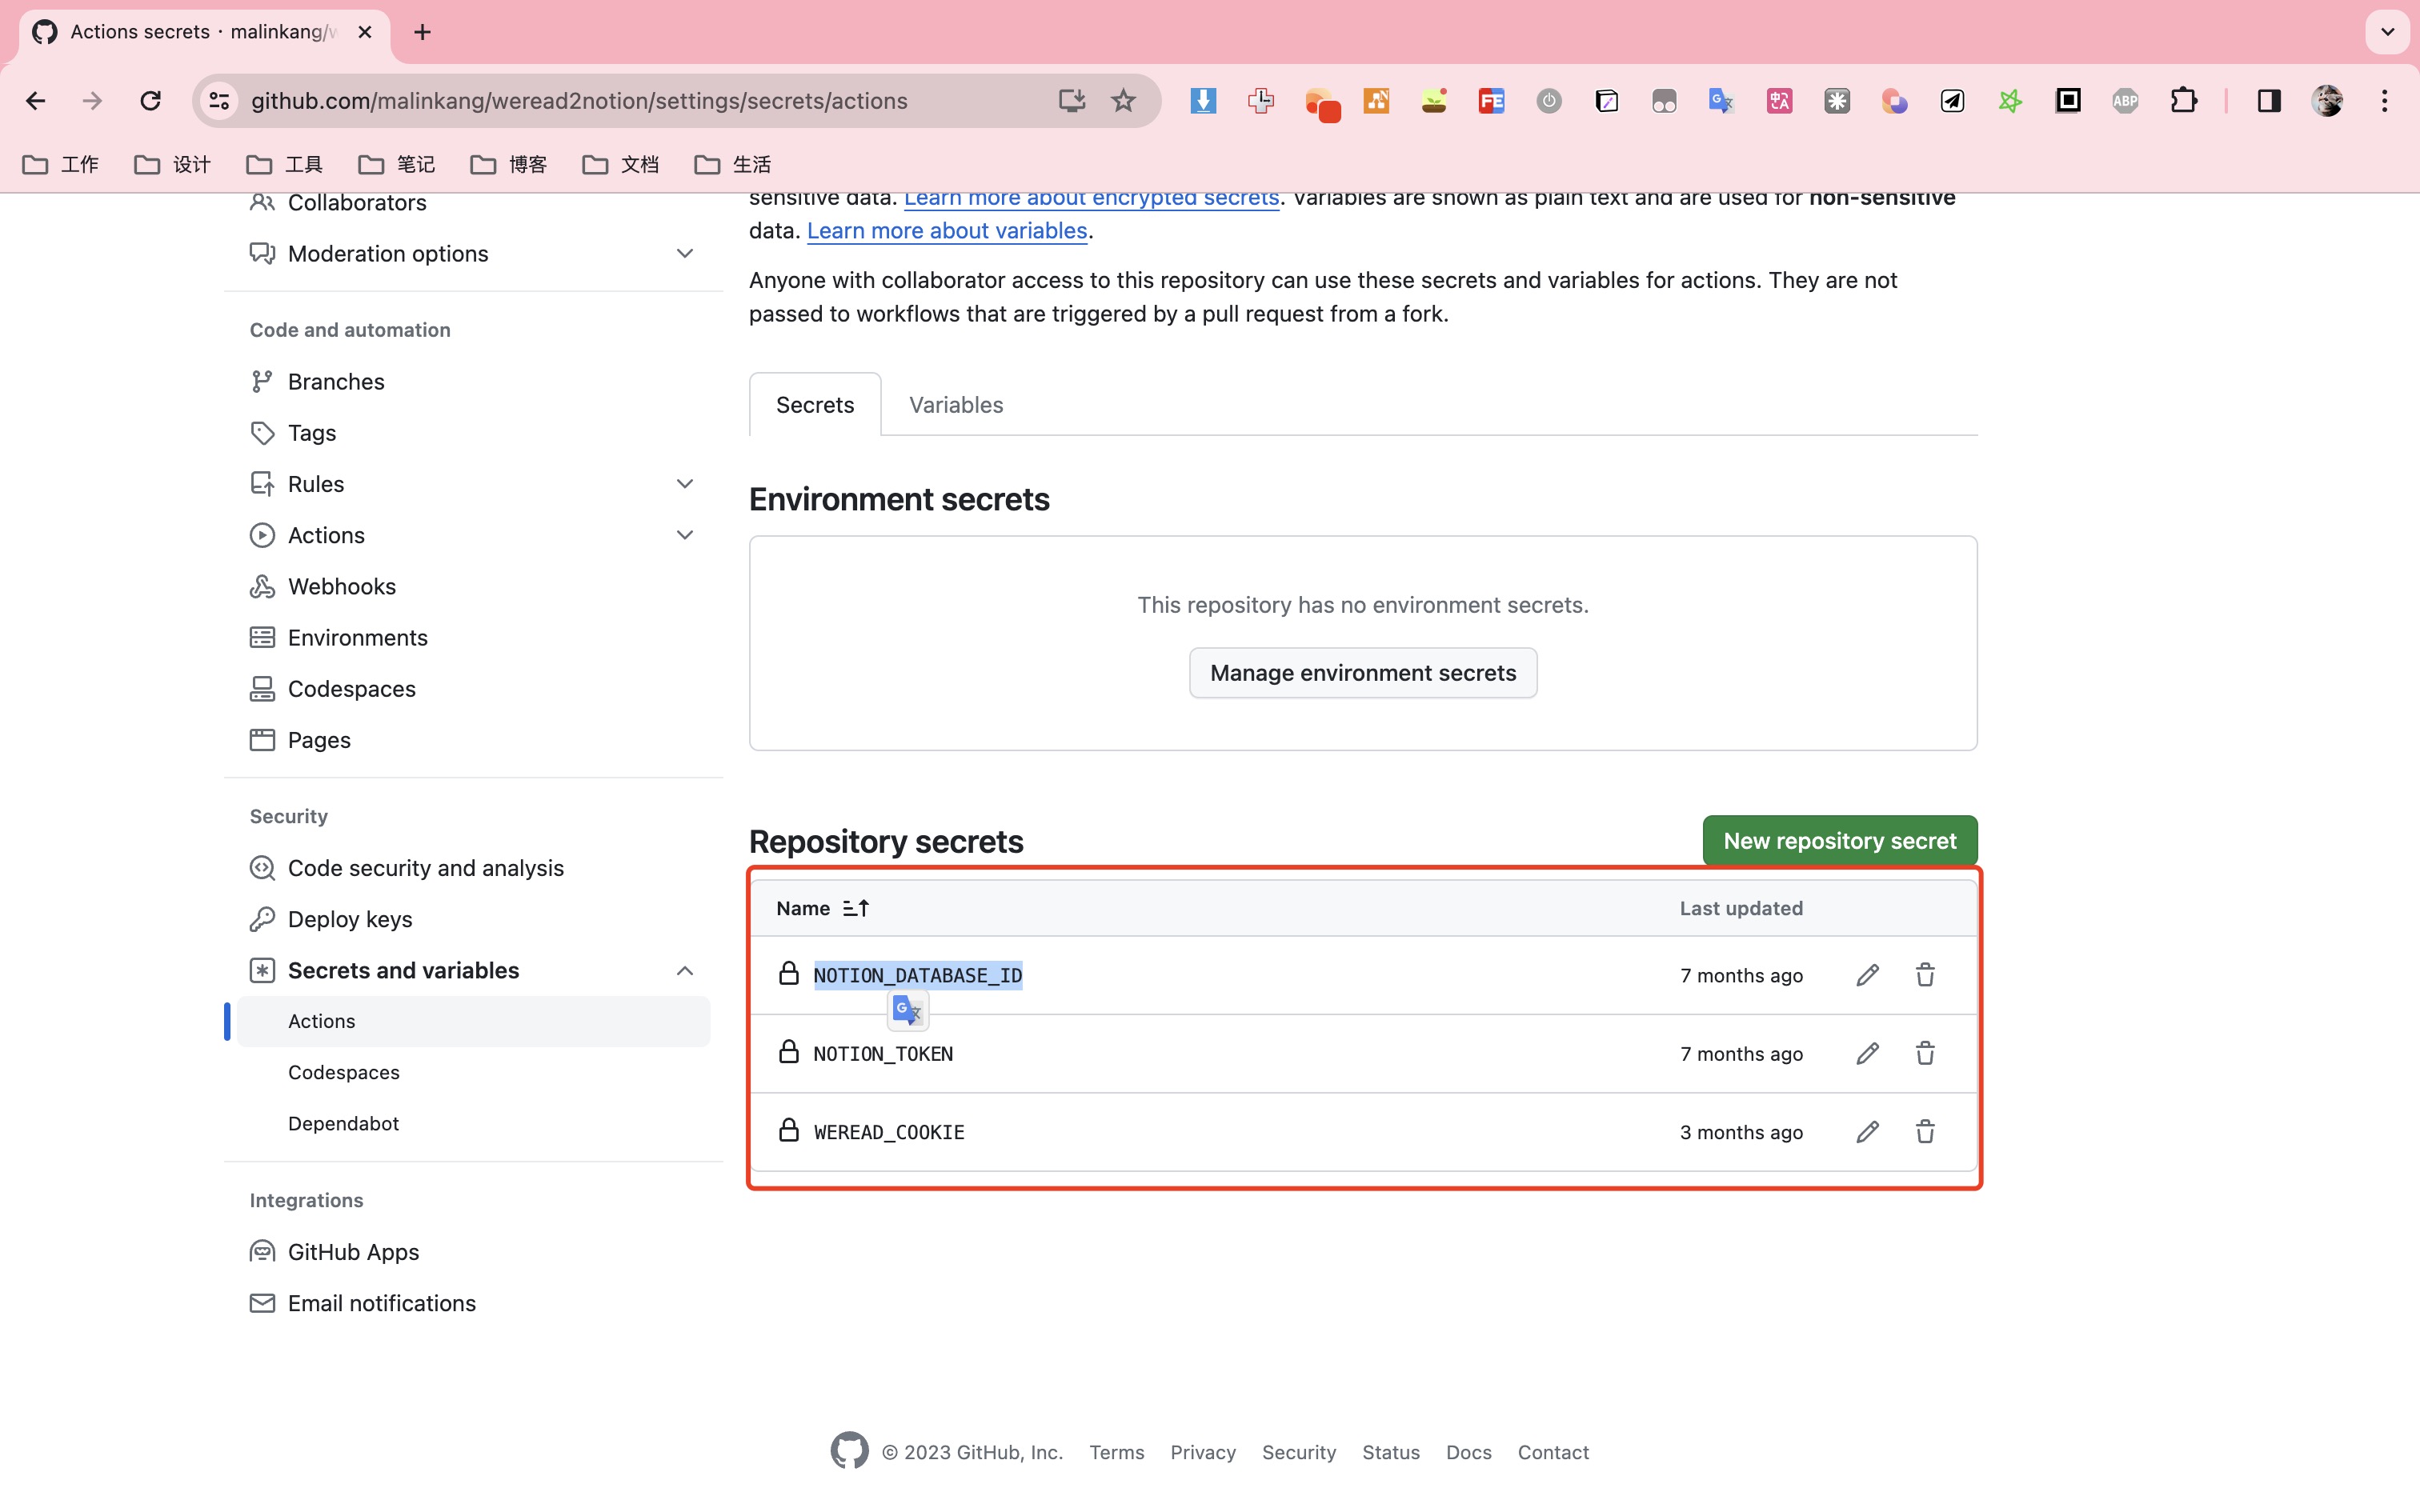 Actions secrets · malinkang/w
github.com/malinkang/weread2notion/settings/secrets/actions
FE
ABP
工作 设计 工具 笔记 博客 文档 生活
Collaborators
Moderation options
Code and automation
Branches
Tags
Rules
Actions
Webhooks
Environments
Codespaces
Pages
Security
Code security and analysis
Deploy keys
Secrets and variables
Actions
Codespaces
Dependabot
Integrations
GitHub Apps
Email notifications
sensitive data. Learn more about encrypted secrets. Variables are shown as plain text and are used for non-sensitive
data. Learn more about variables.
Anyone with collaborator access to this repository can use these secrets and variables for actions. They are not
passed to workflows that are triggered by a pull request from a fork.
Secrets Variables
Environment secrets
This repository has no environment secrets.
Manage environment secrets
Repository secrets New repository secret
Name Last updated
NOTION_DATABASE_ID 7 months ago
NOTION_TOKEN 7 months ago
WEREAD_COOKIE 3 months ago
© 2023 GitHub, Inc. Terms Privacy Security Status Docs Contact